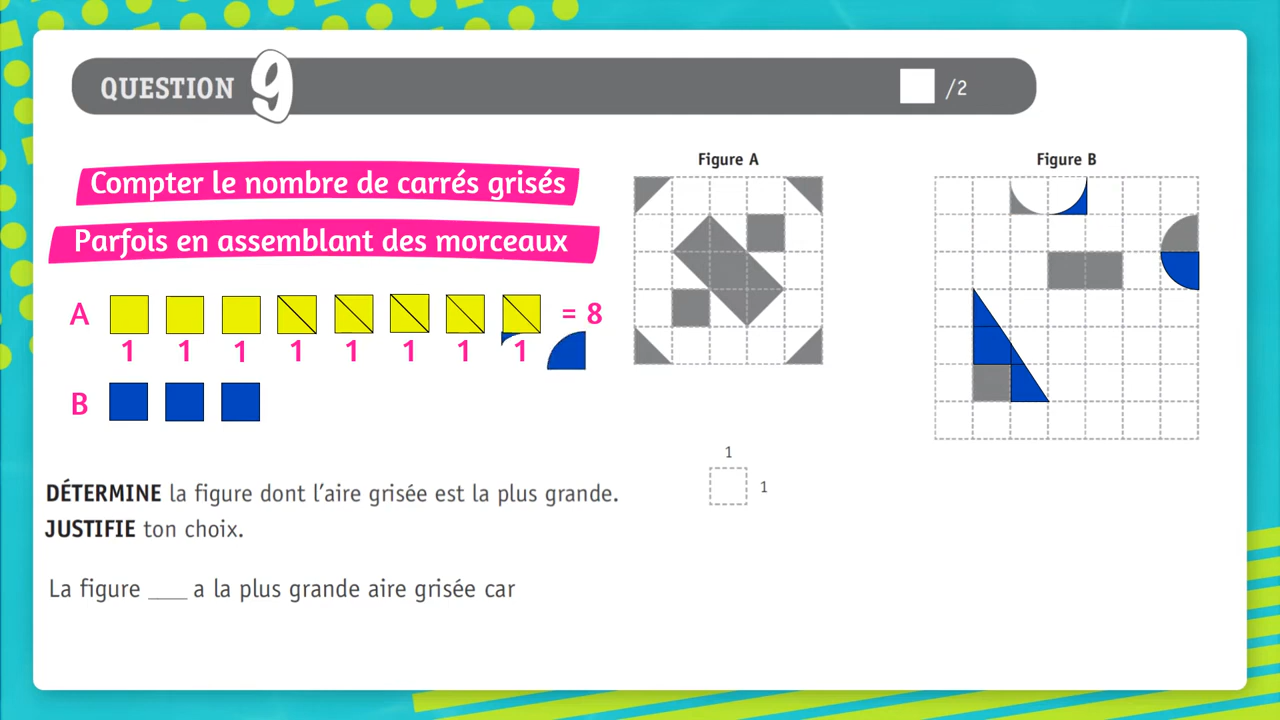 QUESTION 9 /2
Compter le nombre de carrés grisés
Parfois en assemblant des morceaux
Figure A
Figure B
A = 8
1 1 1 1 1 1 1 1
B
1
1
DÉTERMINE la figure dont l'aire grisée est la plus grande.
JUSTIFIE ton choix.
La figure ___ a la plus grande aire grisée car